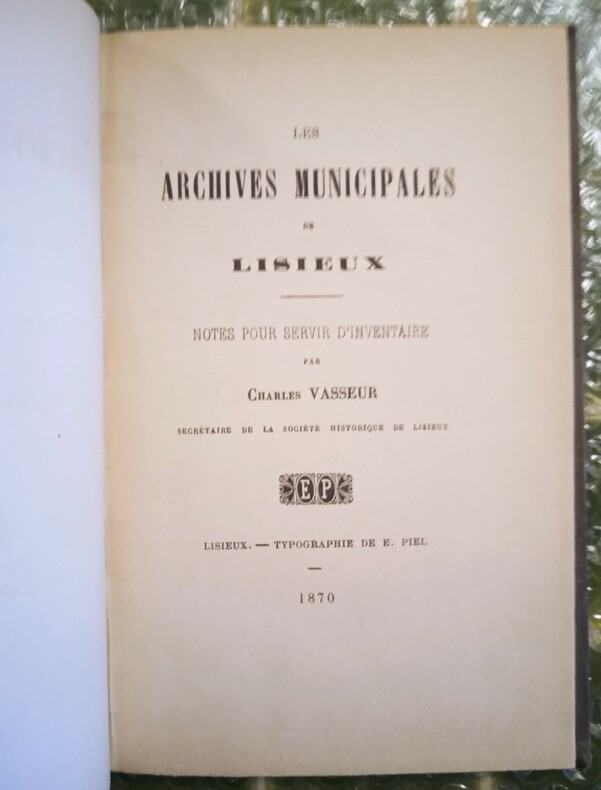 LES
ARCHIVES MUNICIPALES
DE
LISIEUX
NOTES POUR SERVIR D'INVENTAIRE
PAR
CHARLES VASSEUR
SECRÉTAIRE DE LA SOCIÉTÉ HISTORIQUE DE LISIEUX
EP
LISIEUX. — TYPOGRAPHIE DE E. PIEL
—
1870